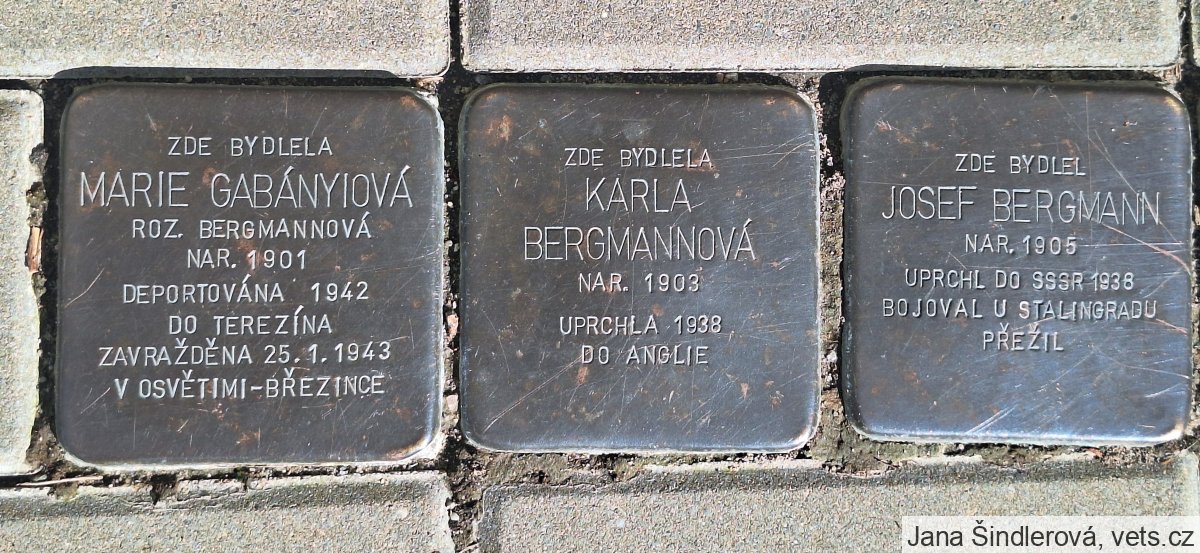 ZDE BYDLELA
MARIE GABÁNYIOVÁ
ROZ. BERGMANNOVÁ
NAR. 1901
DEPORTOVÁNA 1942
DO TEREZÍNA
ZAVRAŽDĚNA 25.1.1943
V OSVĚTIMI-BŘEZINCE
ZDE BYDLELA
KARLA
BERGMANNOVÁ
NAR. 1903
UPRCHLA 1938
DO ANGLIE
ZDE BYDLEL
JOSEF BERGMANN
NAR. 1905
UPRCHL DO SSSR 1938
BOJOVAL U STALINGRADU
PŘEŽIL
Jana Šindlerová, vets.cz